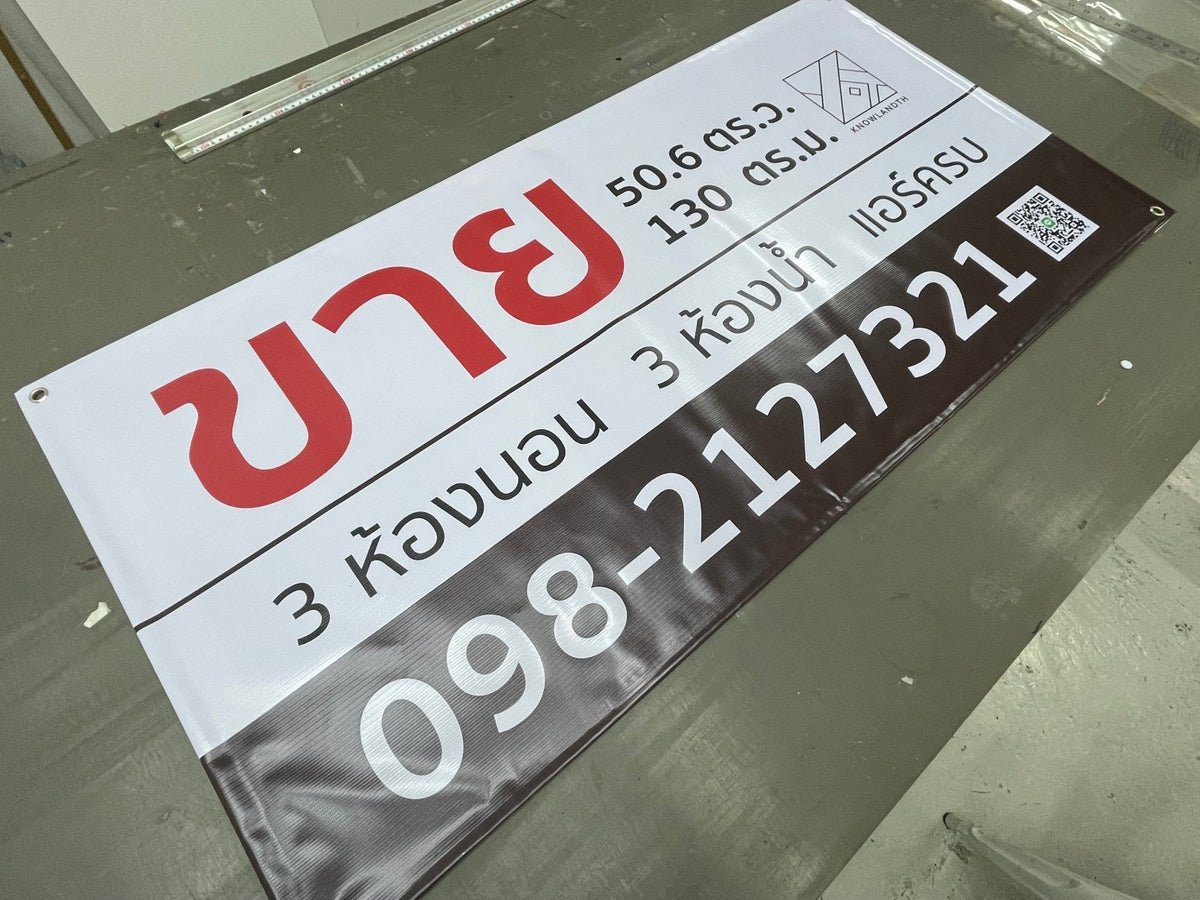 ขาย
50.6 ตร.ว.
130 ตร.ม.
KNOWLANDTH
3 ห้องนอน 3 ห้องน้ำ แอร์ครบ
098-2127321